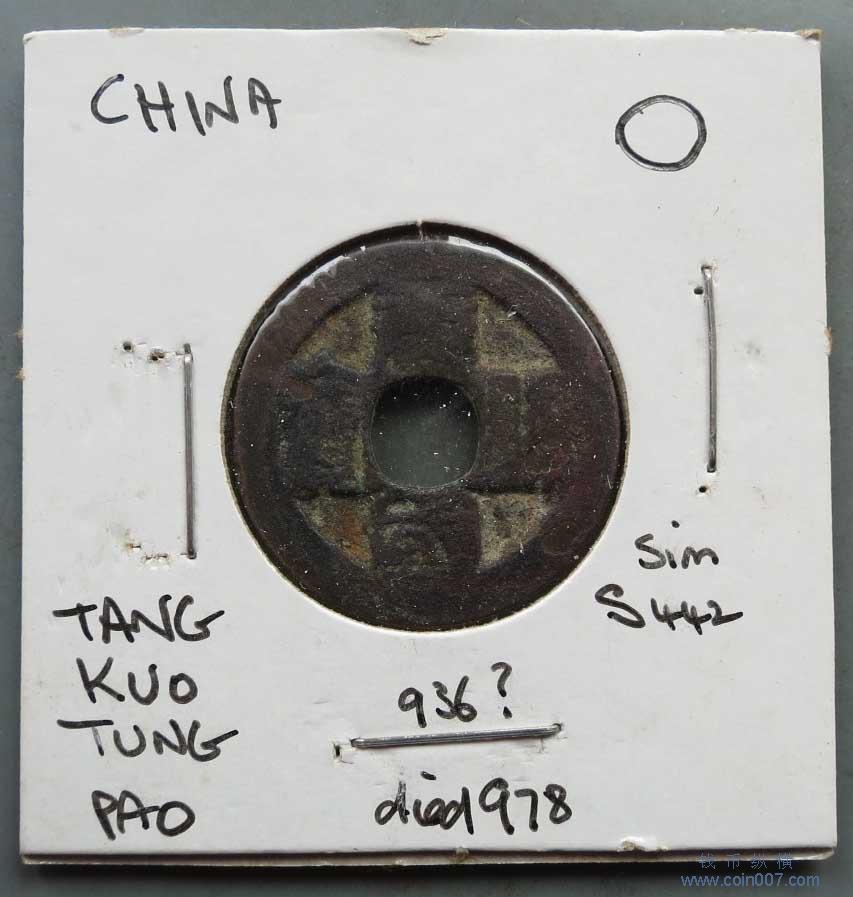 CHINA
TANG
KUO
TUNG
PAO
Sim
S442
936?
died 978
钱币纵横
www.coin007.com